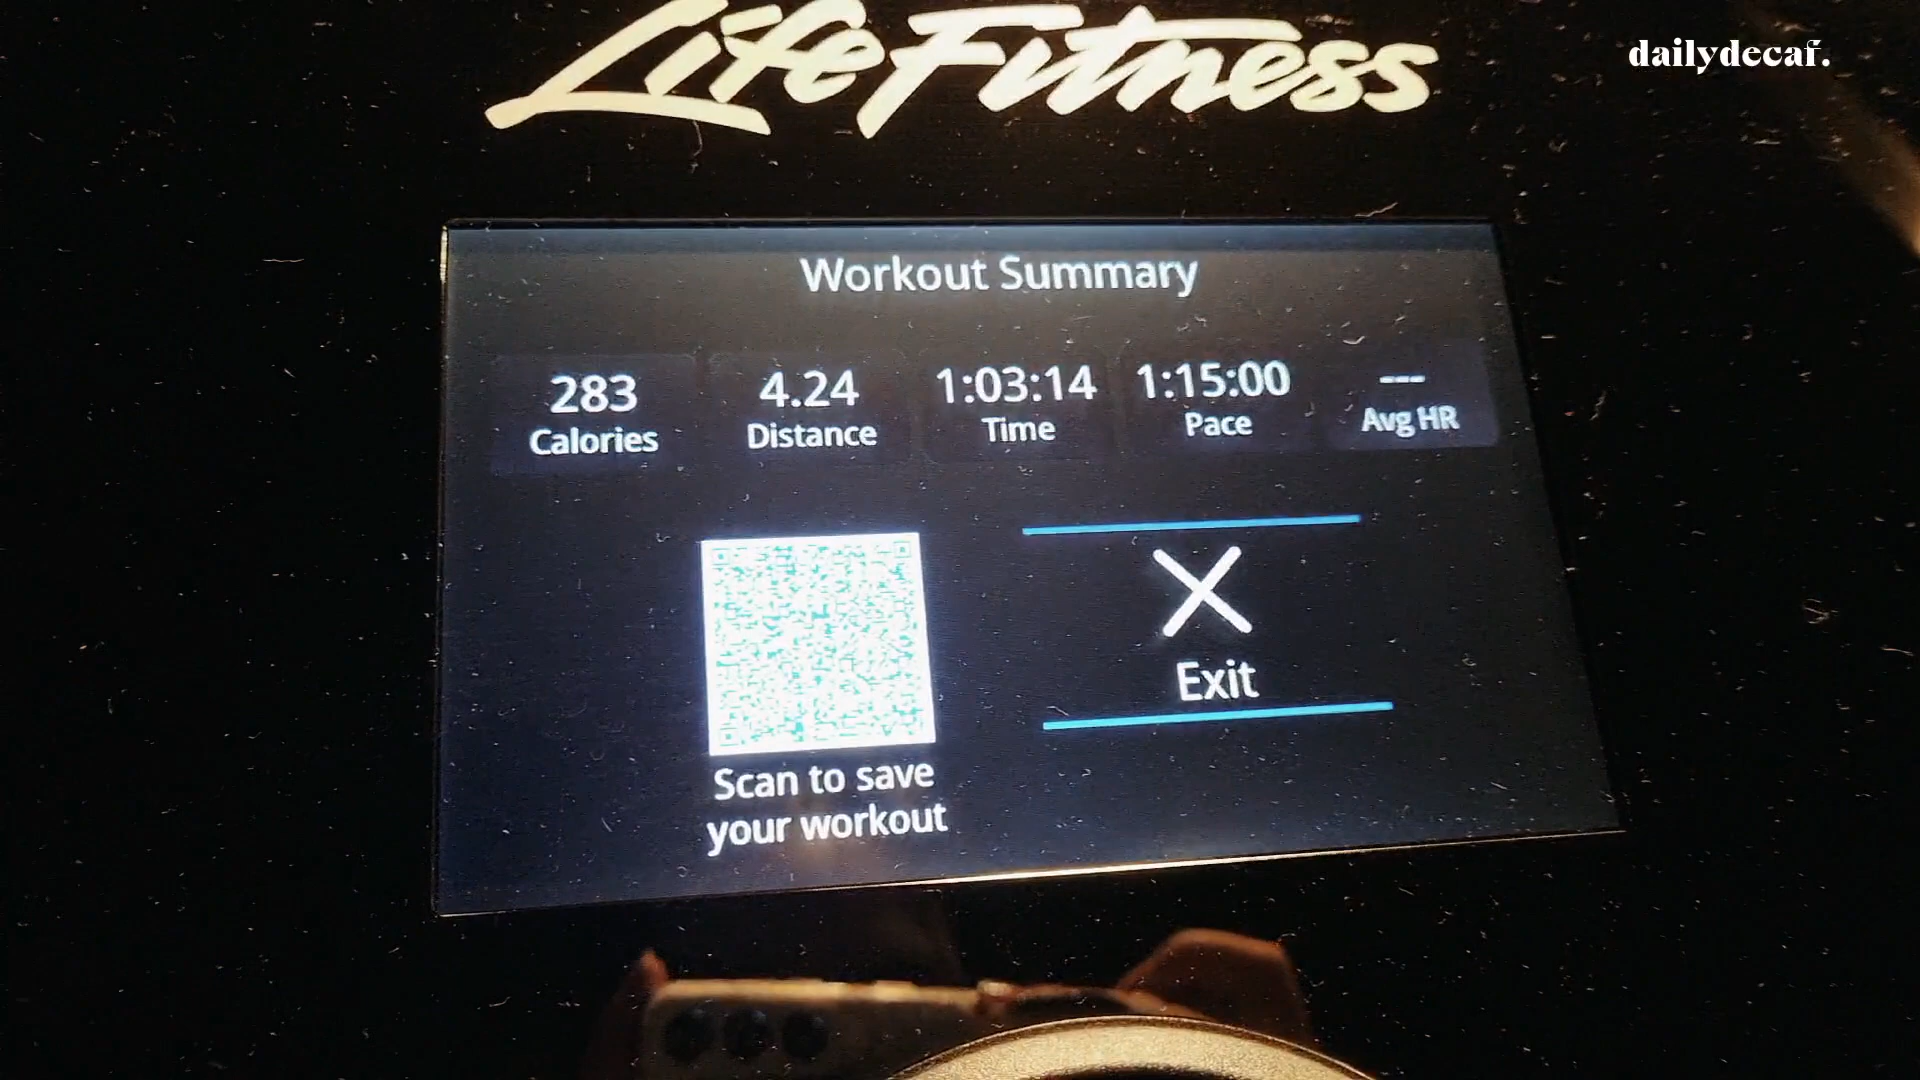 LifeFitness
dailydecaf.
Workout Summary
283
Calories
4.24
Distance
1:03:14
Time
1:15:00
Pace
---
Avg HR
Scan to save
your workout
Exit